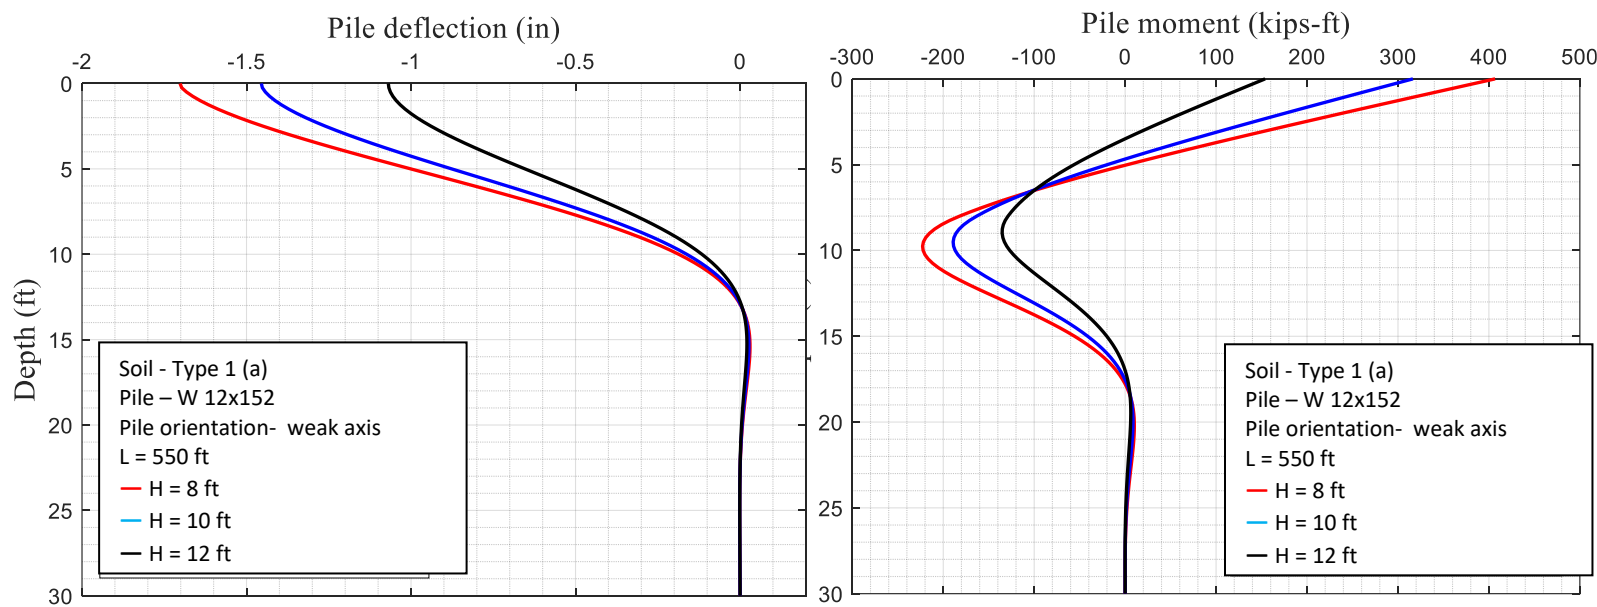 Pile deflection (in)
-2 -1.5 -1 -0.5 0
0
5
10
15
20
25
30
Depth (ft)
Soil - Type 1 (a)
Pile – W 12x152
Pile orientation- weak axis
L = 550 ft
H = 8 ft
H = 10 ft
H = 12 ft
Pile moment (kips-ft)
-300 -200 -100 0 100 200 300 400 500
0
5
10
15
20
25
30
Soil - Type 1 (a)
Pile – W 12x152
Pile orientation- weak axis
L = 550 ft
H = 8 ft
H = 10 ft
H = 12 ft